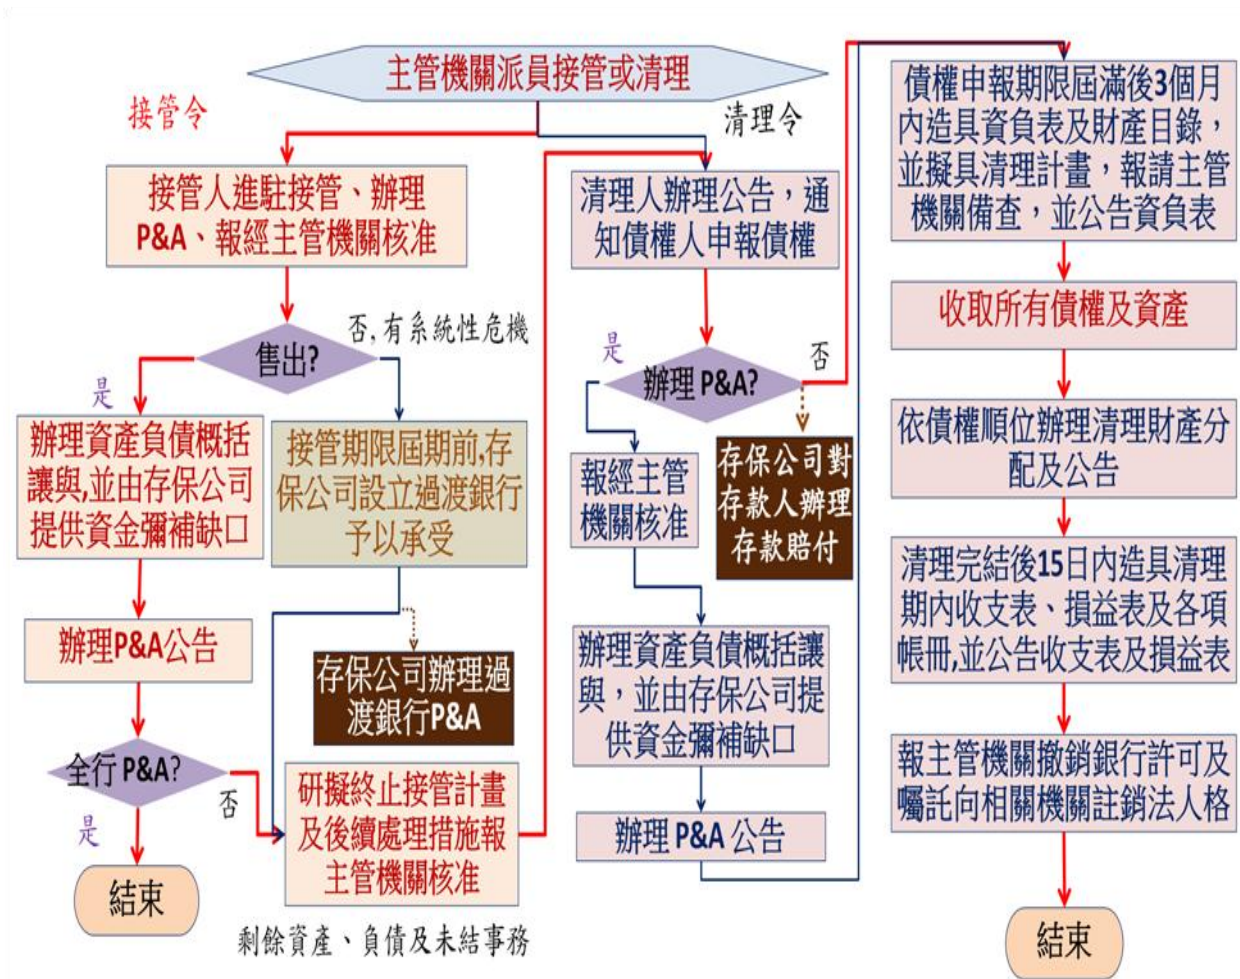 主管機關派員接管或清理
接管令
清理令
接管人進駐接管、辦理
P&A、報經主管機關核准
售出?
否, 有系統性危機
是
辦理資產負債概括
讓與,並由存保公司
提供資金彌補缺口
接管期限屆期前,存
保公司設立過渡銀行
予以承受
辦理P&A公告
存保公司辦理過
渡銀行P&A
全行 P&A?
否
是
研擬終止接管計畫
及後續處理措施報
主管機關核准
結束
剩餘資產、負債及未結事務
清理人辦理公告，通
知債權人申報債權
是
辦理 P&A?
否
報經主管
機關核准
存保公司對
存款人辦理
存款賠付
辦理資產負債概括讓
與，並由存保公司提
供資金彌補缺口
辦理 P&A 公告
債權申報期限屆滿後3個月
內造具資負表及財產目錄，
並擬具清理計畫，報請主管
機關備查，並公告資負表
收取所有債權及資產
依債權順位辦理清理財產分
配及公告
清理完結後15日內造具清理
期內收支表、損益表及各項
帳冊,並公告收支表及損益表
報主管機關撤銷銀行許可及
囑託向相關機關註銷法人格
結束